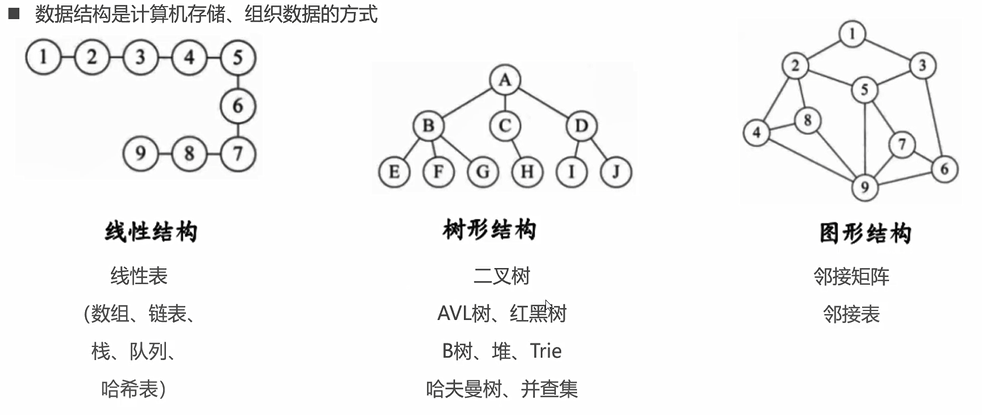 ■ 数据结构是计算机存储、组织数据的方式
1 2 3 4 5
6
9 8 7
A
B C D
E F G H I J
1
2 3
5
4 8
7
6
9
线性结构
线性表
(数组、链表、
栈、队列、
哈希表)
树形结构
二叉树
AVL树、红黑树
B树、堆、Trie
哈夫曼树、并查集
图形结构
邻接矩阵
邻接表